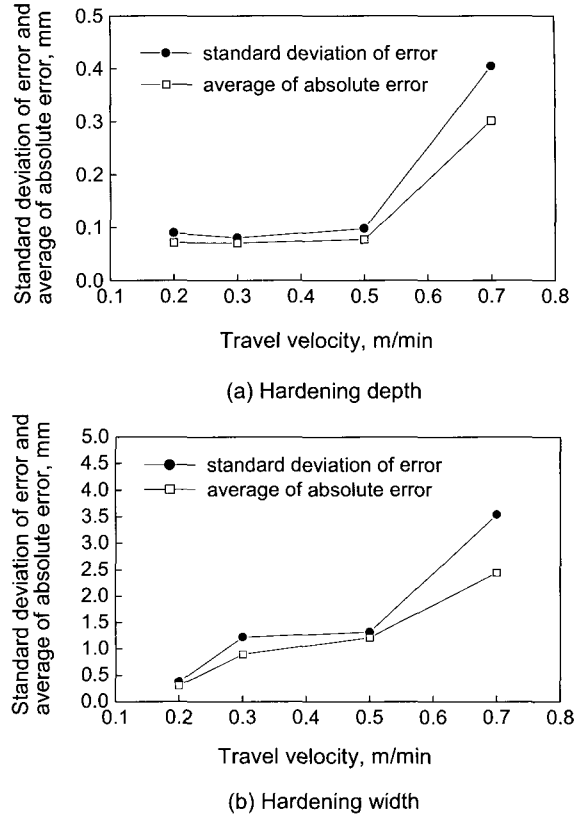 Standard deviation of error and
average of absolute error, mm
0.5
0.4
0.3
0.2
0.1
0.0
standard deviation of error
average of absolute error
0.1 0.2 0.3 0.4 0.5 0.6 0.7 0.8
Travel velocity, m/min
(a) Hardening depth
Standard deviation of error and
average of absolute error, mm
5.0
4.5
4.0
3.5
3.0
2.5
2.0
1.5
1.0
0.5
0.0
standard deviation of error
average of absolute error
0.1 0.2 0.3 0.4 0.5 0.6 0.7 0.8
Travel velocity, m/min
(b) Hardening width